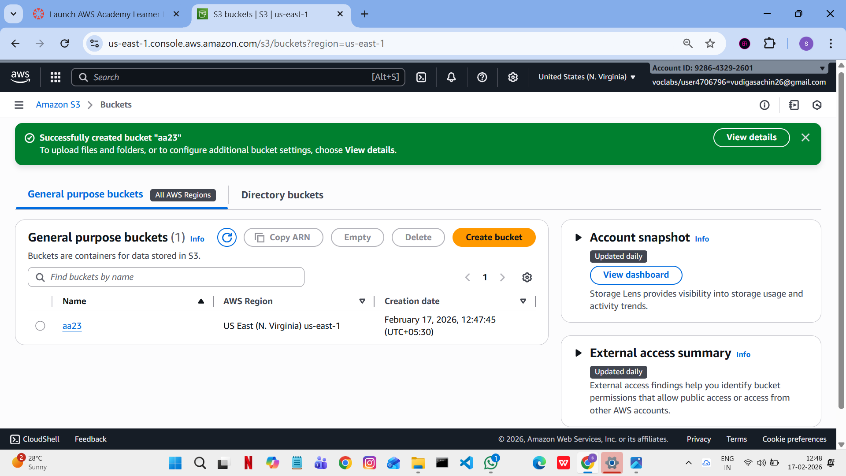 Launch AWS Academy Learner
S3 buckets | S3 | us-east-1
us-east-1.console.aws.amazon.com/s3/buckets?region=us-east-1
S
aws
Search
[Alt+S]
United States (N. Virginia)
Account ID: 9286-4329-2601
voclabs/user4706796=vudigasachin26@gmail.com
Amazon S3
Buckets
Successfully created bucket "aa23"
To upload files and folders, or to configure additional bucket settings, choose View details.
View details
General purpose buckets
All AWS Regions
Directory buckets
General purpose buckets (1) Info
Copy ARN
Empty
Delete
Create bucket
Buckets are containers for data stored in S3.
Find buckets by name
1
Name
AWS Region
Creation date
aa23
US East (N. Virginia) us-east-1
February 17, 2026, 12:47:45
(UTC+05:30)
Account snapshot Info
Updated daily
View dashboard
Storage Lens provides visibility into storage usage and
activity trends.
External access summary Info
Updated daily
External access findings help you identify bucket
permissions that allow public access or access from
other AWS accounts.
CloudShell
Feedback
© 2026, Amazon Web Services, Inc. or its affiliates.
Privacy
Terms
Cookie preferences
2
28°C
Sunny
1
ENG
IN
12:48
17-02-2026